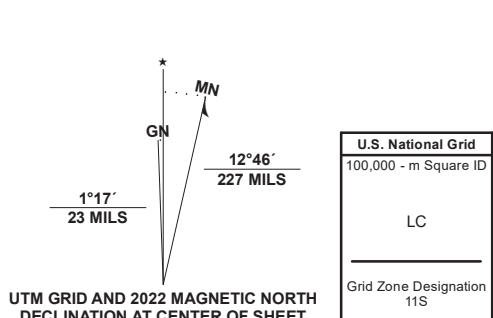 ★
MN
GN
12°46´
227 MILS
1°17´
23 MILS
UTM GRID AND 2022 MAGNETIC NORTH
DECLINATION AT CENTER OF SHEET
U.S. National Grid
100,000 - m Square ID
LC
Grid Zone Designation
11S